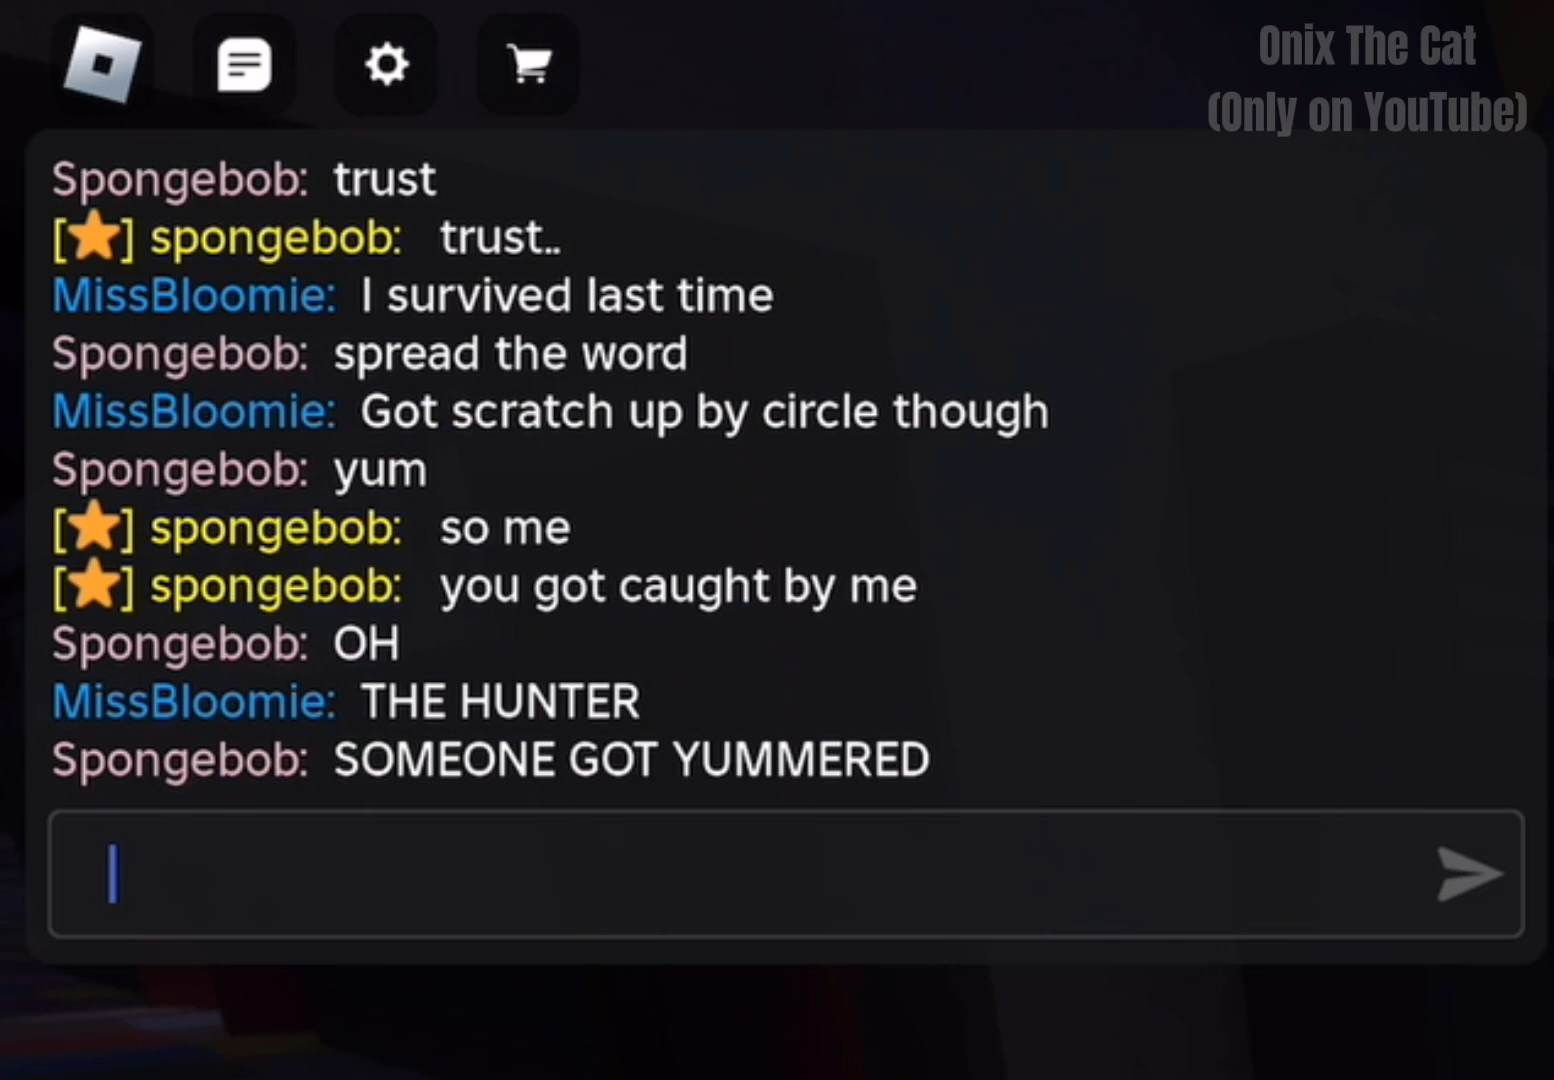 Onix The Cat
(Only on YouTube)
Spongebob: trust
[⭐] spongebob: trust..
MissBloomie: I survived last time
Spongebob: spread the word
MissBloomie: Got scratch up by circle though
Spongebob: yum
[⭐] spongebob: so me
[⭐] spongebob: you got caught by me
Spongebob: OH
MissBloomie: THE HUNTER
Spongebob: SOMEONE GOT YUMMERED